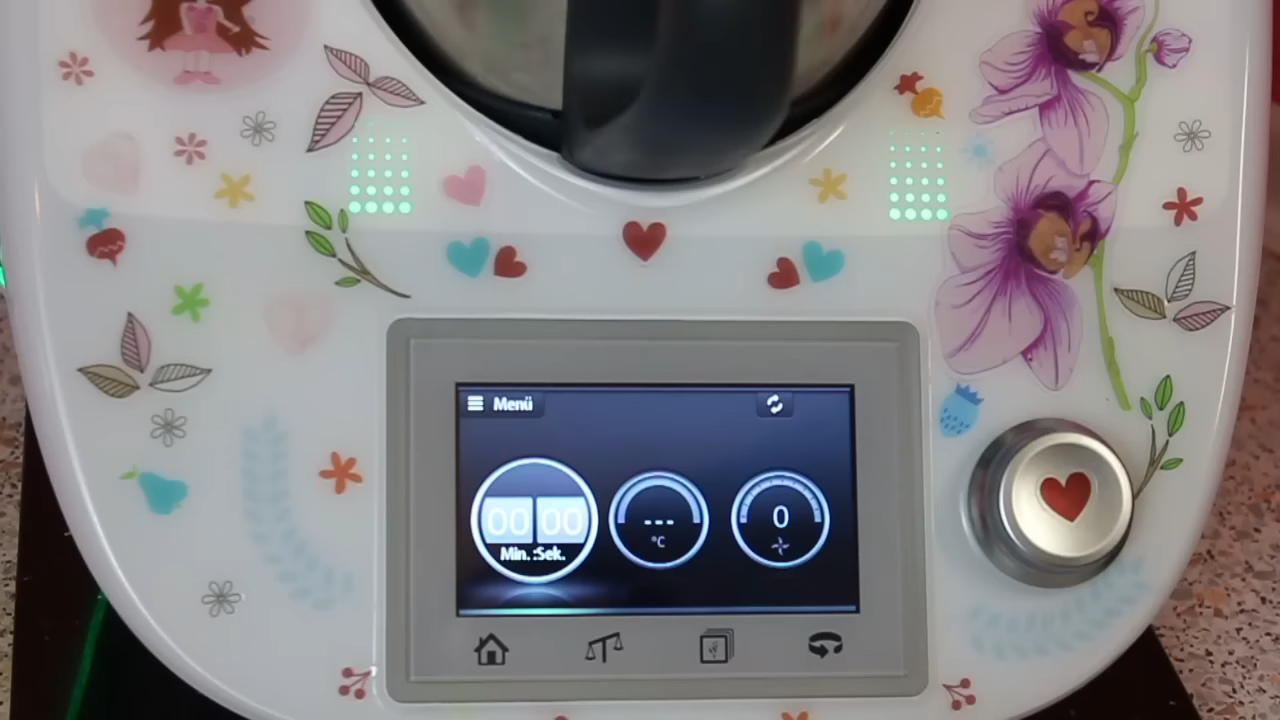 Menü
00 00
Min. :Sek.
---
°C
0